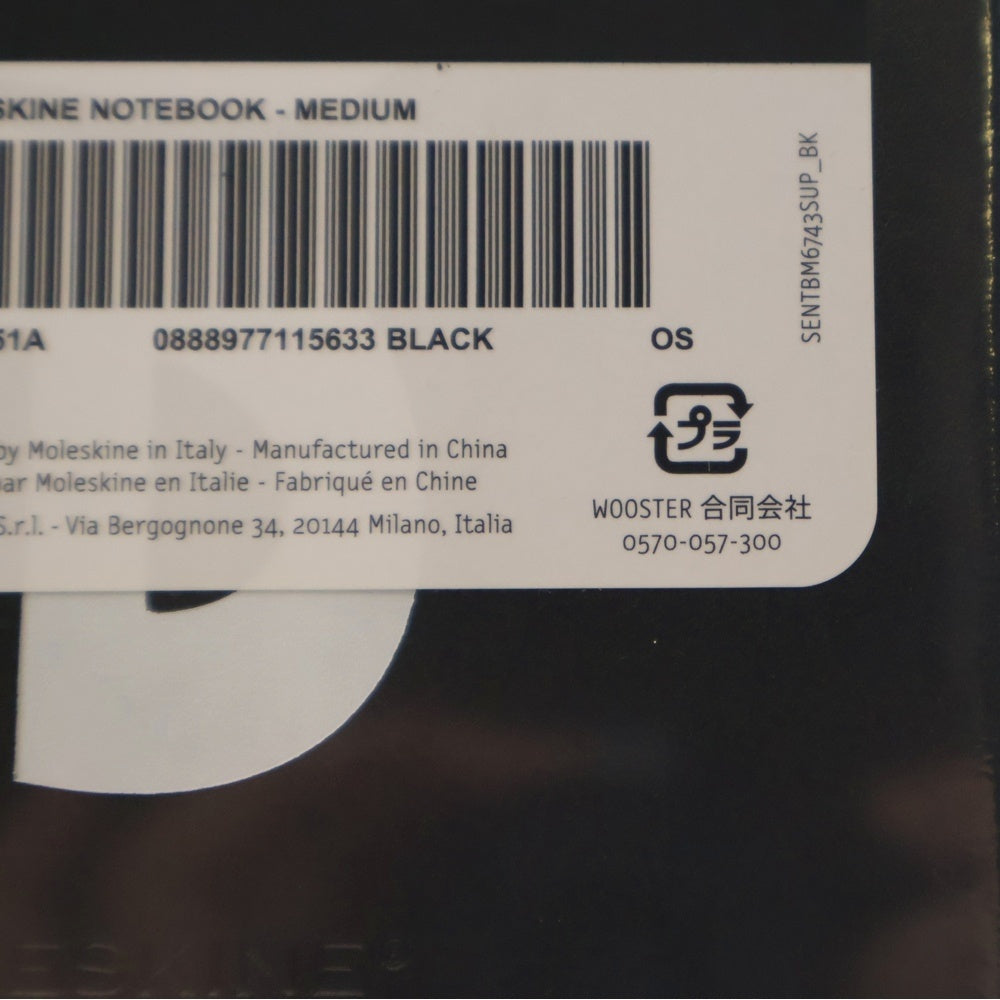 SKINE NOTEBOOK - MEDIUM
51A 0888977115633 BLACK OS
SENTBM6743SUP_BK
by Moleskine in Italy - Manufactured in China
par Moleskine en Italie - Fabriqué en Chine
S.r.l. - Via Bergognone 34, 20144 Milano, Italia
プラ
WOOSTER 合同会社
0570-057-300
ESKINE®